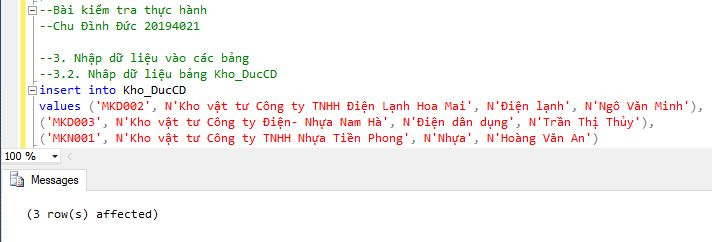 --Bài kiểm tra thực hành
--Chu Đình Đức 20194021
--3. Nhập dữ liệu vào các bảng
--3.2. Nhâp dữ liệu bảng Kho_DucCD
insert into Kho_DucCD
values ('MKD002', N'Kho vật tư Công ty TNHH Điện Lạnh Hoa Mai', N'Điện lạnh', N'Ngô Văn Minh'),
('MKD003', N'Kho vật tư Công ty Điện- Nhựa Nam Hà', N'Điện dân dụng', N'Trần Thị Thủy'),
('MKN001', N'Kho vật tư Công ty TNHH Nhựa Tiền Phong', N'Nhựa', N'Hoàng Văn An')
100 %
Messages
(3 row(s) affected)